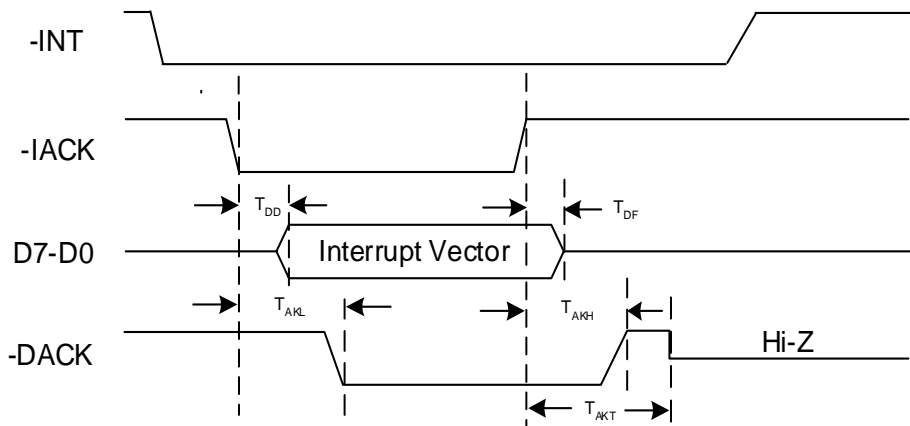 -INT
-IACK
T_DD
T_DF
D7-D0
Interrupt Vector
T_AKL
T_AKH
-DACK
Hi-Z
T_AKT